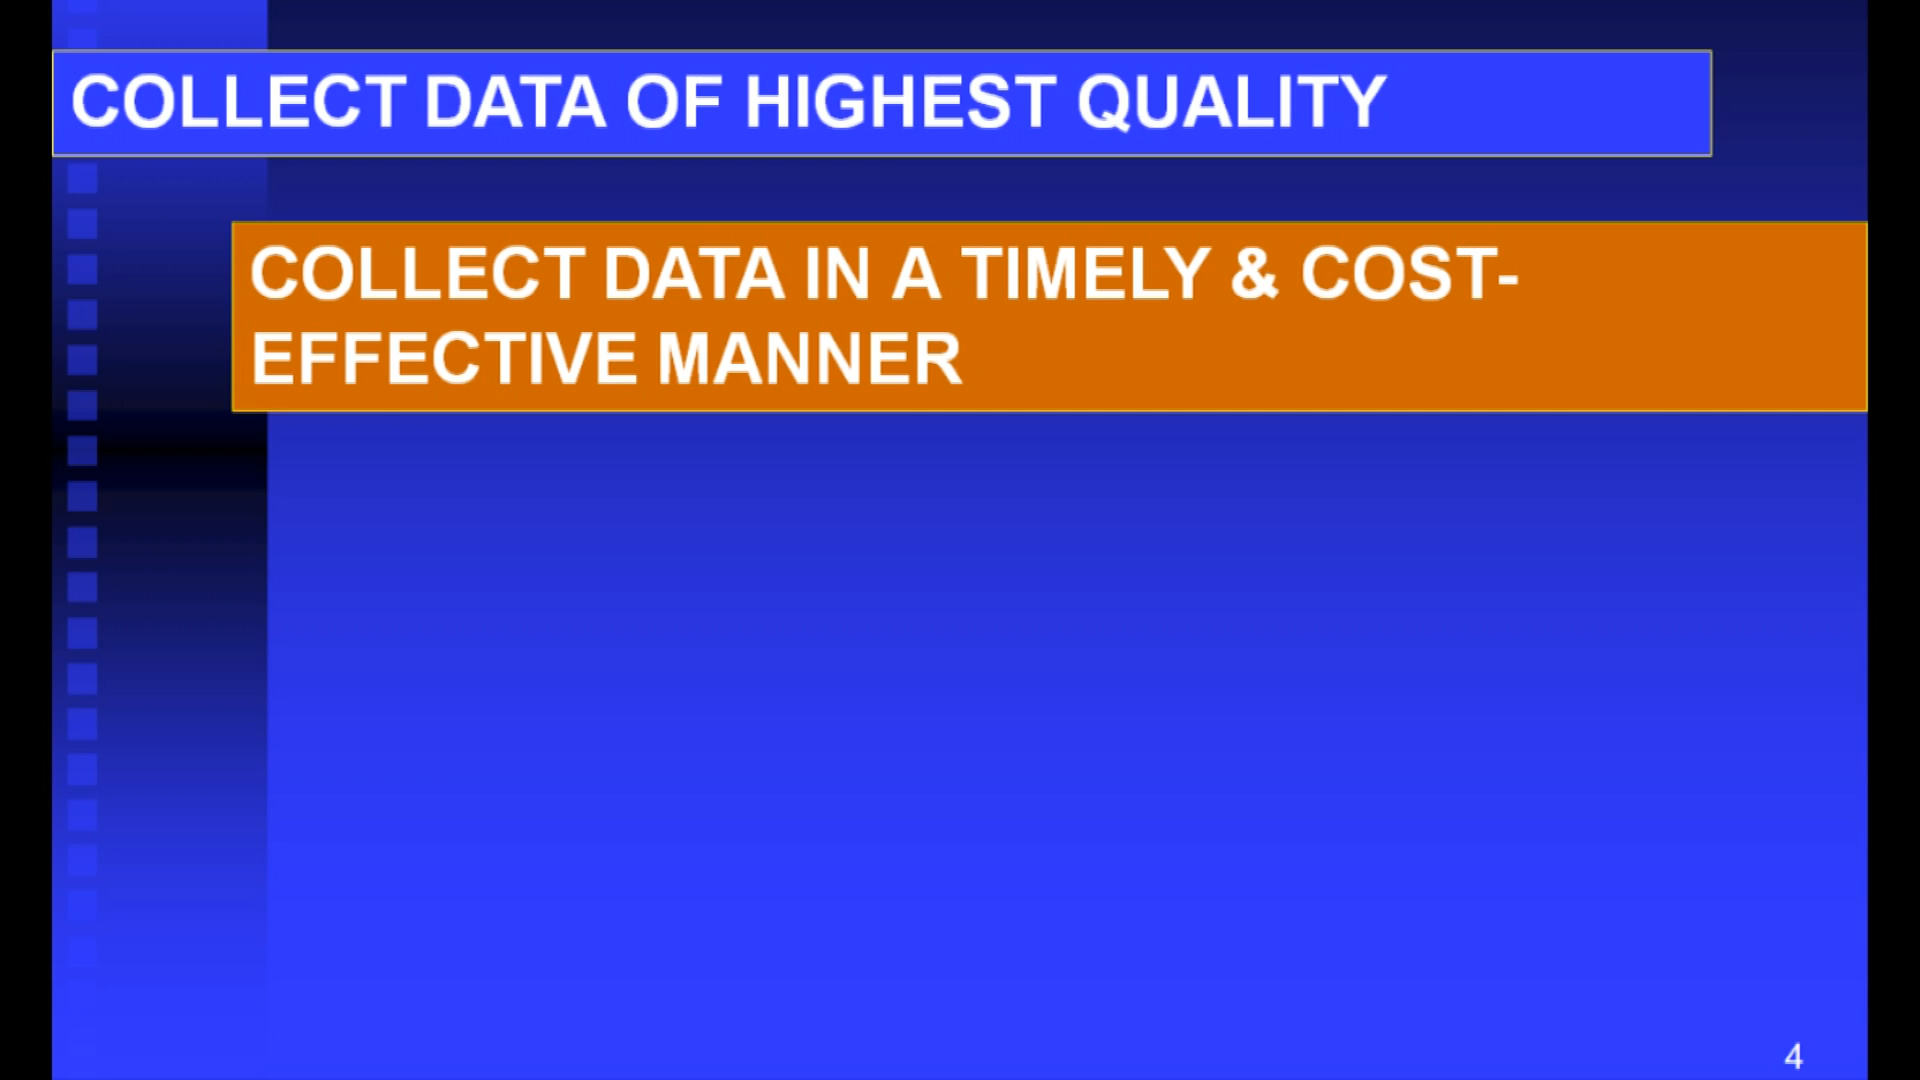 COLLECT DATA OF HIGHEST QUALITY
COLLECT DATA IN A TIMELY & COST-
EFFECTIVE MANNER
4